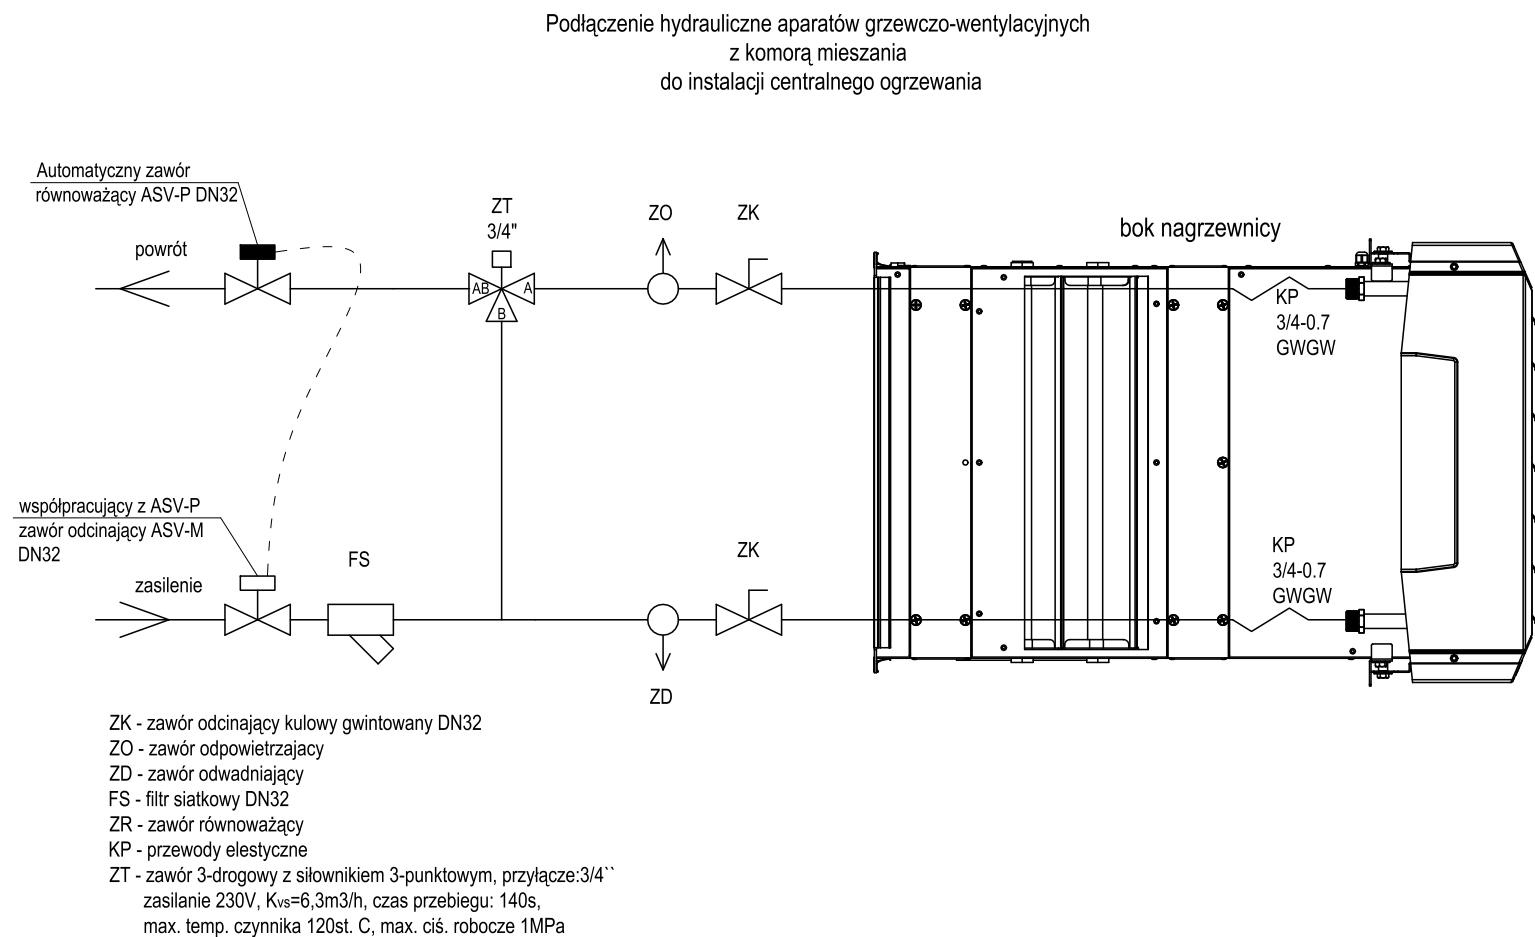 Podłączenie hydrauliczne aparatów grzewczo-wentylacyjnych
z komorą mieszania
do instalacji centralnego ogrzewania
Automatyczny zawór
równoważący ASV-P DN32
powrót
ZT
3/4"
ZO
ZK
bok nagrzewnicy
AB
A
B
KP
3/4-0.7
GWGW
współpracujący z ASV-P
zawór odcinający ASV-M
DN32
zasilenie
FS
ZK
KP
3/4-0.7
GWGW
ZD
ZK - zawór odcinający kulowy gwintowany DN32
ZO - zawór odpowietrzajacy
ZD - zawór odwadniający
FS - filtr siatkowy DN32
ZR - zawór równoważący
KP - przewody elestyczne
ZT - zawór 3-drogowy z siłownikiem 3-punktowym, przyłącze:3/4``
zasilanie 230V, Kvs=6,3m3/h, czas przebiegu: 140s,
max. temp. czynnika 120st. C, max. ciś. robocze 1MPa